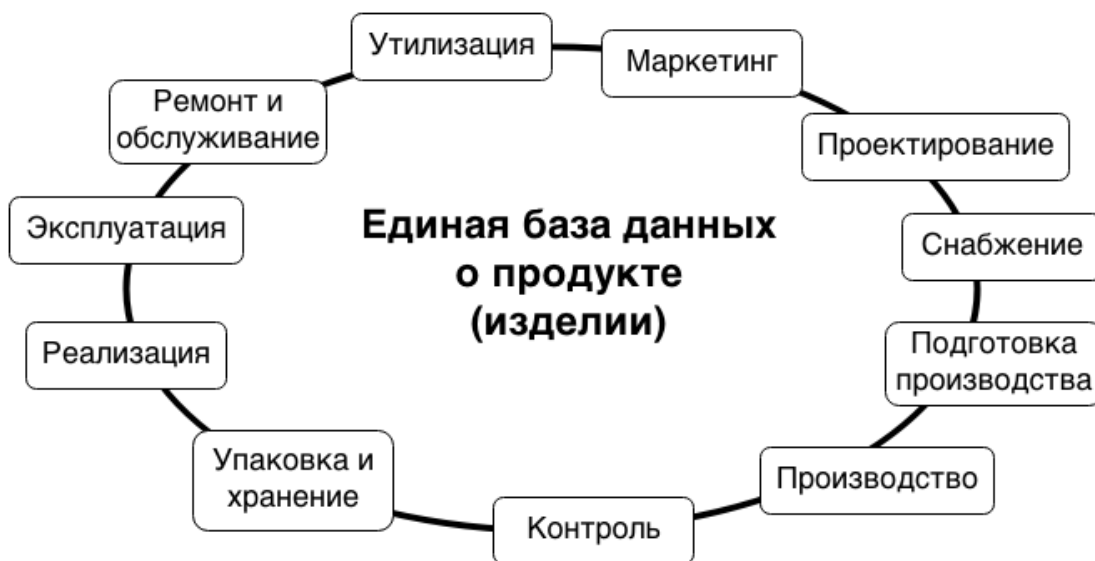 Утилизация
Маркетинг
Проектирование
Снабжение
Подготовка
производства
Производство
Контроль
Упаковка и
хранение
Реализация
Эксплуатация
Ремонт и
обслуживание
Единая база данных
о продукте
(изделии)